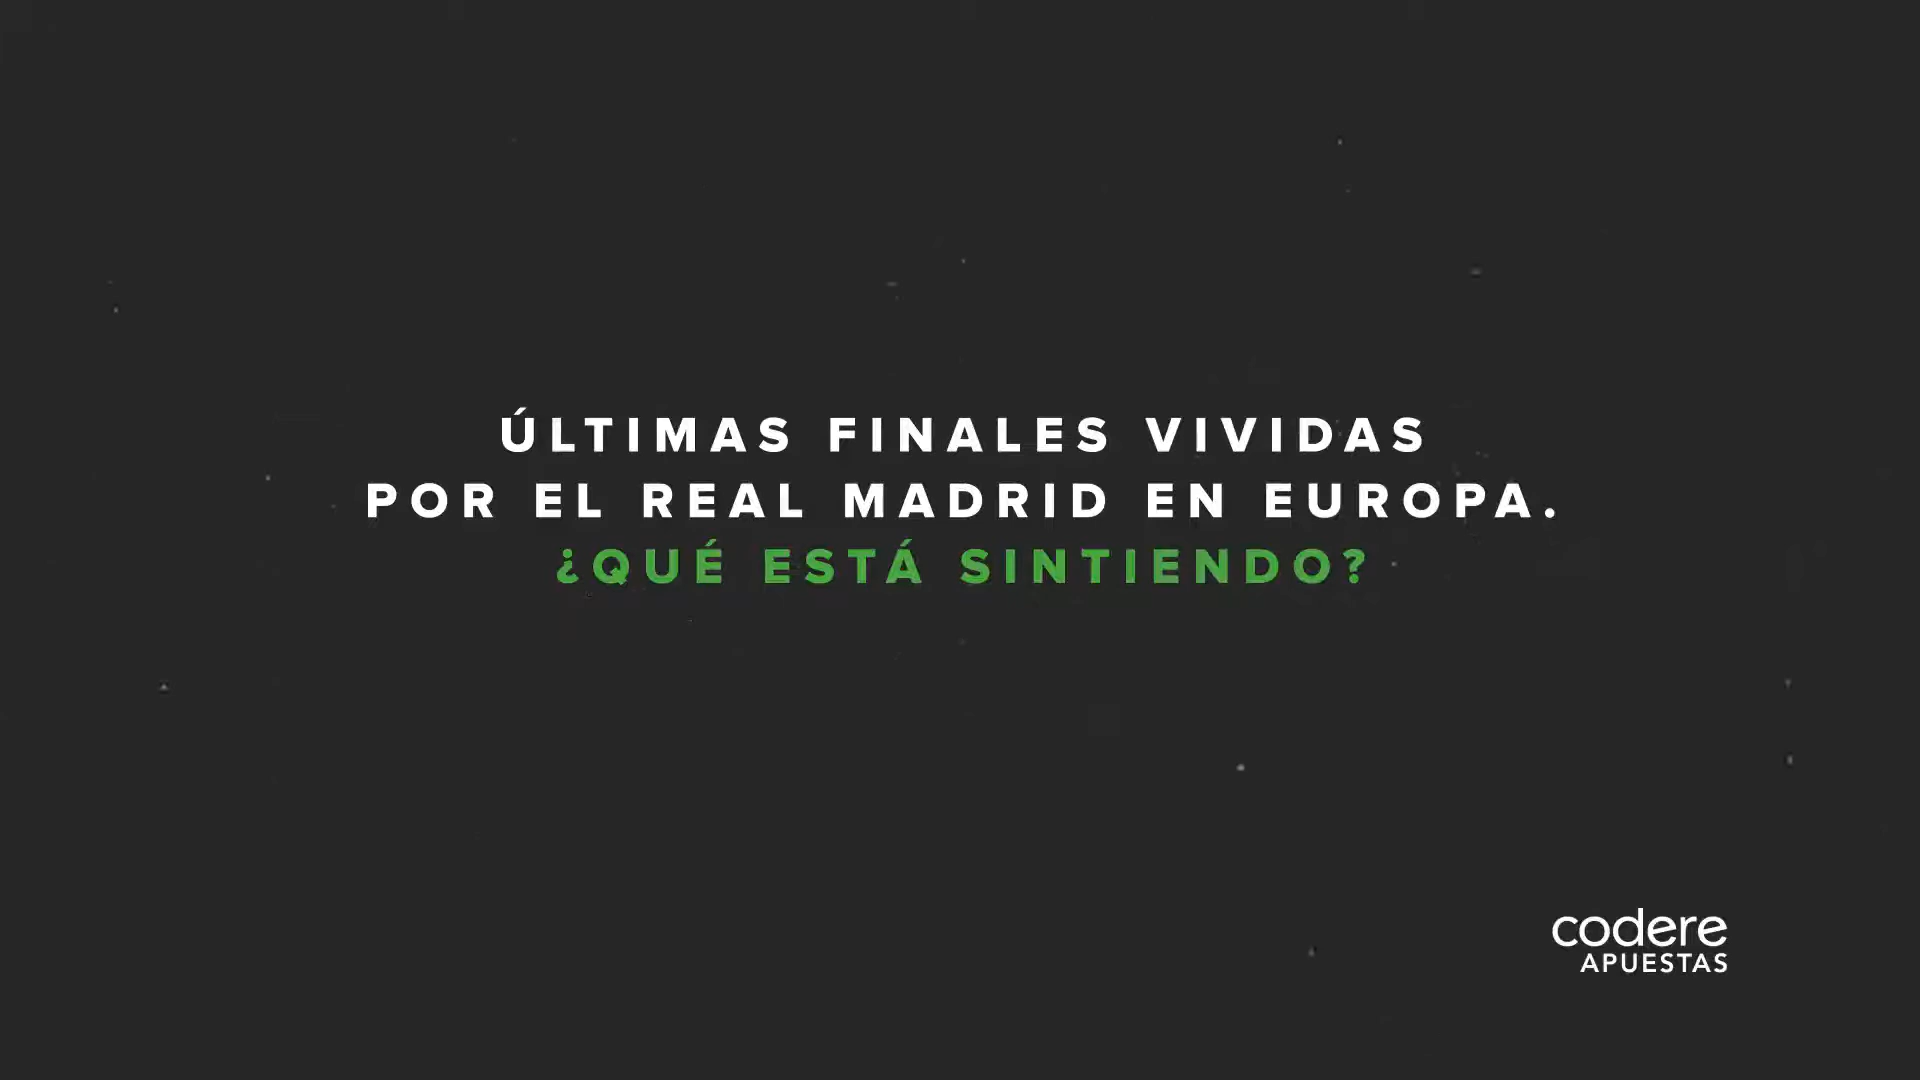 ÚLTIMAS FINALES VIVIDAS
POR EL REAL MADRID EN EUROPA.
¿QUÉ ESTÁ SINTIENDO?
codere
APUESTAS